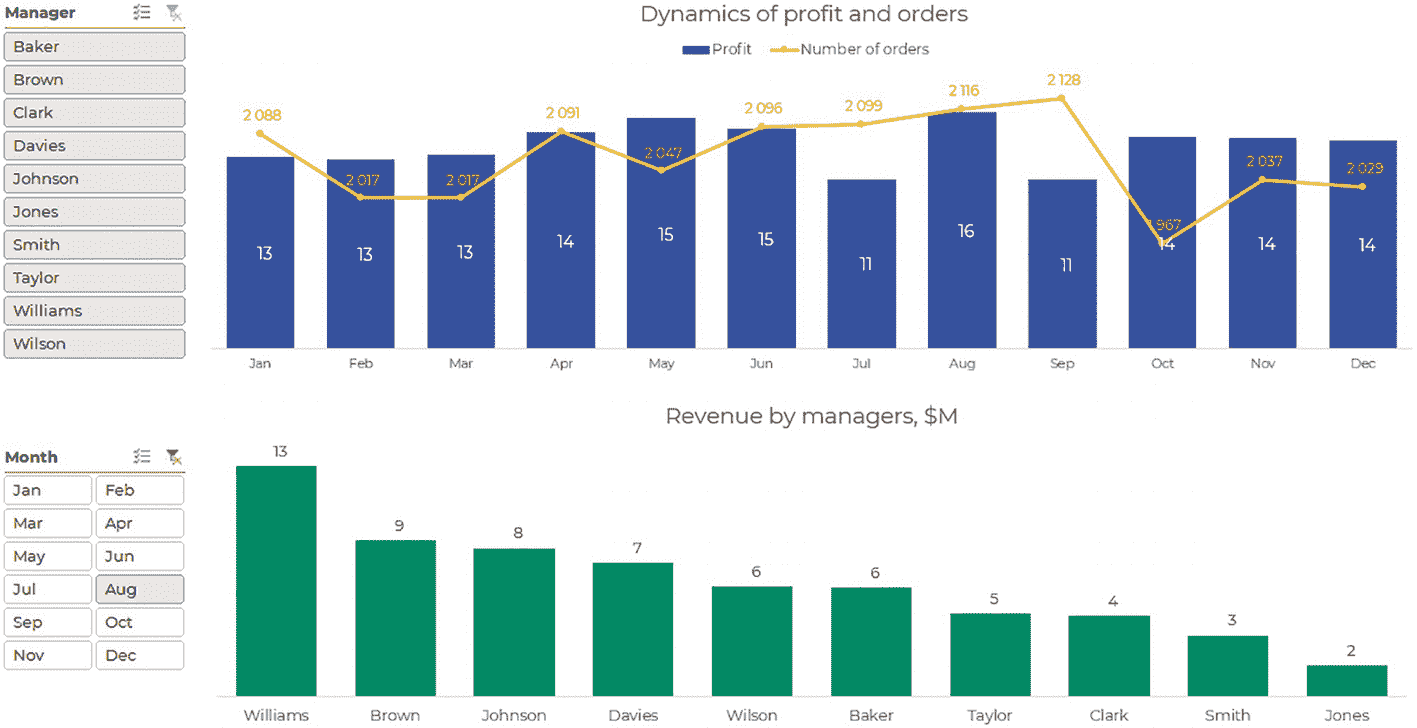 Manager
Baker
Brown
Clark
Davies
Johnson
Jones
Smith
Taylor
Williams
Wilson
Dynamics of profit and orders
Profit Number of orders
2 088 2 017 2 017 2 091 2 047 2 096 2 099 2 116 2 128 967 2 037 2 029
13 13 13 14 15 15 11 16 11 14 14 14
Jan Feb Mar Apr May Jun Jul Aug Sep Oct Nov Dec
Month
Jan Feb
Mar Apr
May Jun
Jul Aug
Sep Oct
Nov Dec
Revenue by managers, $M
13 9 8 7 6 6 5 4 3 2
Williams Brown Johnson Davies Wilson Baker Taylor Clark Smith Jones